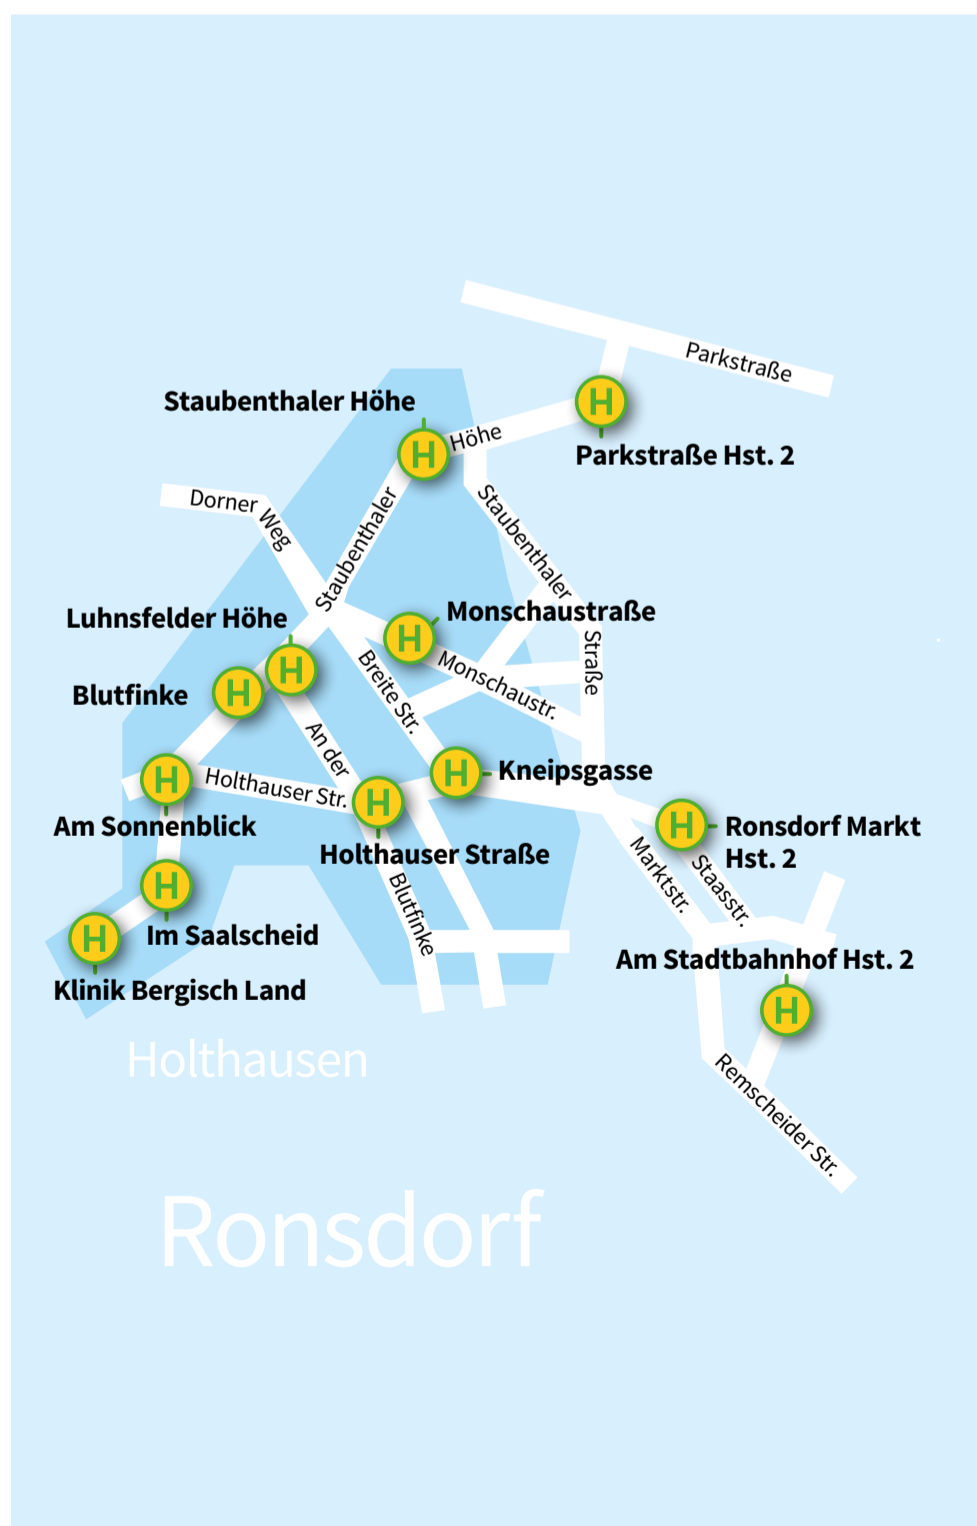 Parkstraße
Staubenthaler Höhe
H
Höhe
H
Parkstraße Hst. 2
Dorner
Weg
Staubenthaler
Staubenthaler
Straße
Luhnsfelder Höhe
H
Monschaustraße
H
Monschaustr.
Blutfinke
H
Breite Str.
An der
H
Holthauser Str.
H
Kneipsgasse
H
Am Sonnenblick
Holthauser Straße
H
Ronsdorf Markt
Hst. 2
Marktstr.
Staasstr.
Blutfinke
H
Im Saalscheid
H
Klinik Bergisch Land
Am Stadtbahnhof Hst. 2
H
Remscheider Str.
Holthausen
Ronsdorf